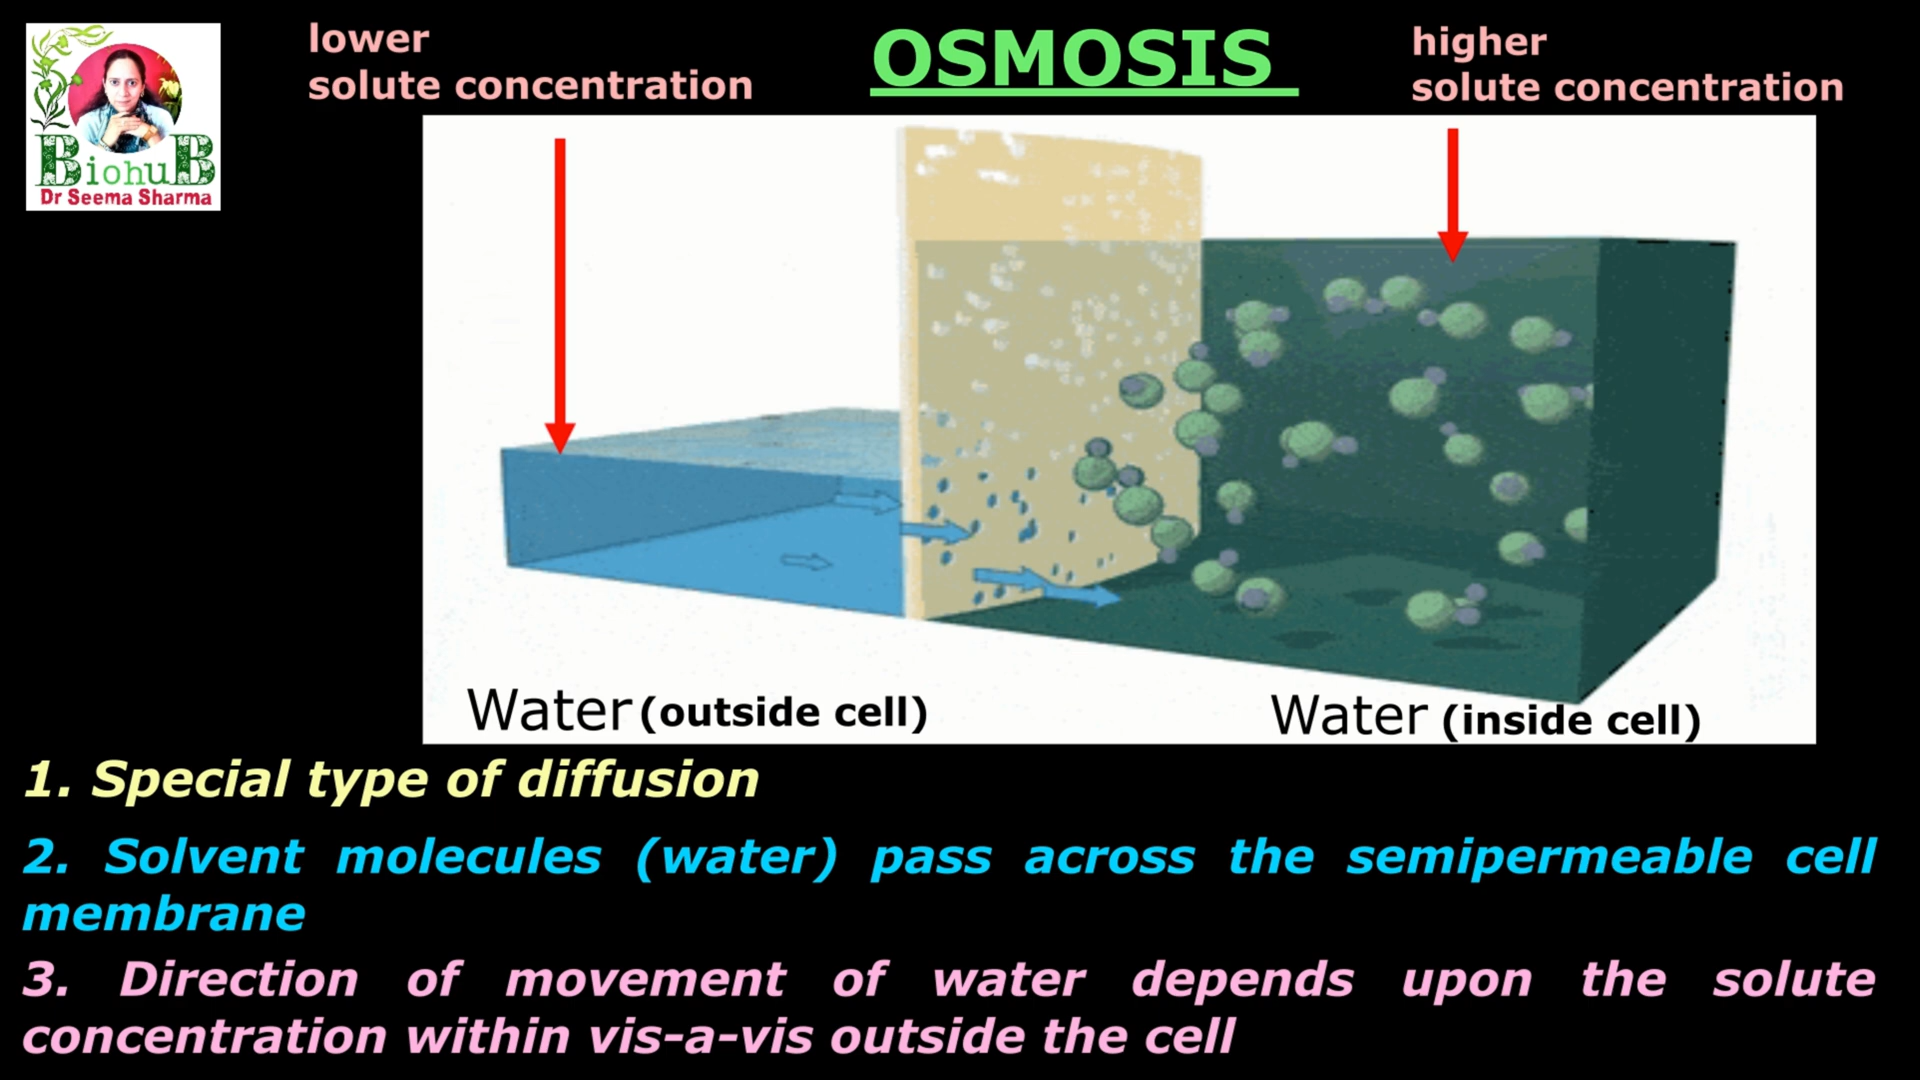 BiohuB
Dr Seema Sharma
lower
solute concentration
OSMOSIS
higher
solute concentration
Water (outside cell)
Water (inside cell)
1. Special type of diffusion
2. Solvent molecules (water) pass across the semipermeable cell
membrane
3. Direction of movement of water depends upon the solute
concentration within vis-a-vis outside the cell